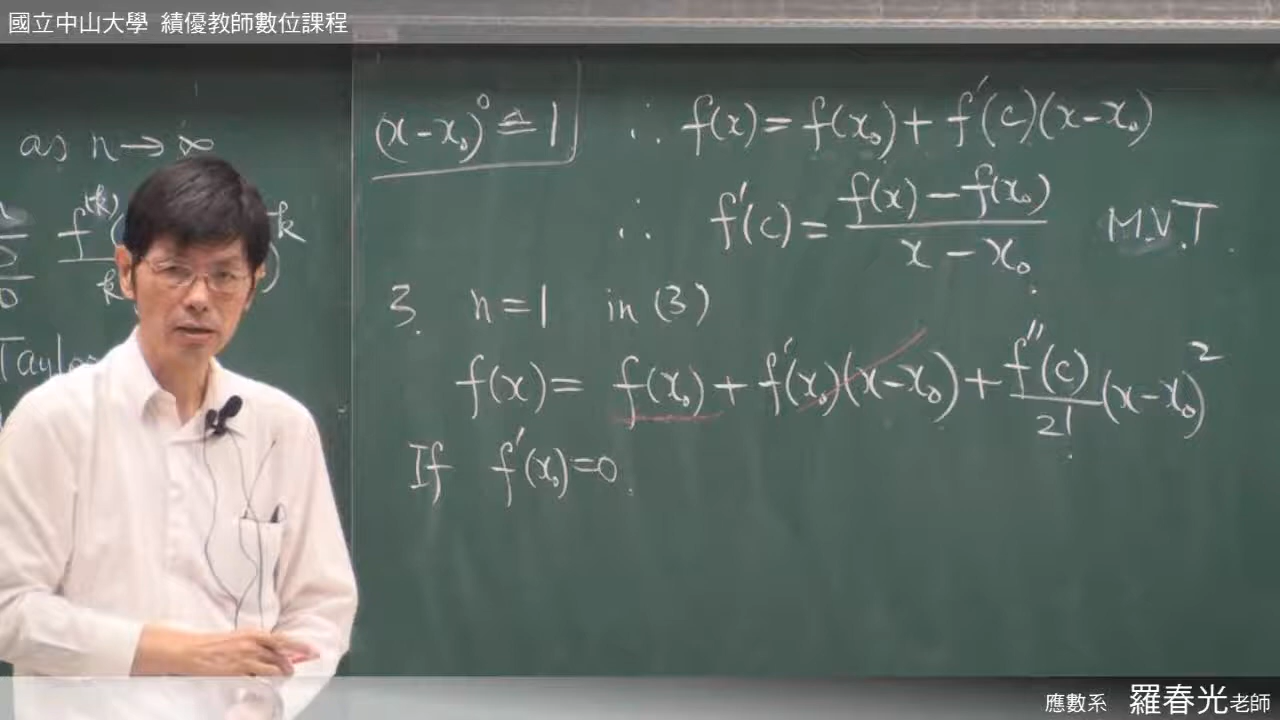 國立中山大學 績優教師數位課程
as n→∞
f^(k)
k
Taylor
(x-x₀)⁰ ≙ 1
∴ f(x) = f(x₀) + f'(c)(x-x₀)
∴ f'(c) = (f(x) - f(x₀)) / (x - x₀) M.V.T.
3. n=1 in (3)
f(x) = f(x₀) + f'(x₀)(x-x₀) + f''(c)/2! (x-x₀)²
If f'(x₀)=0.
應數系 羅春光老師